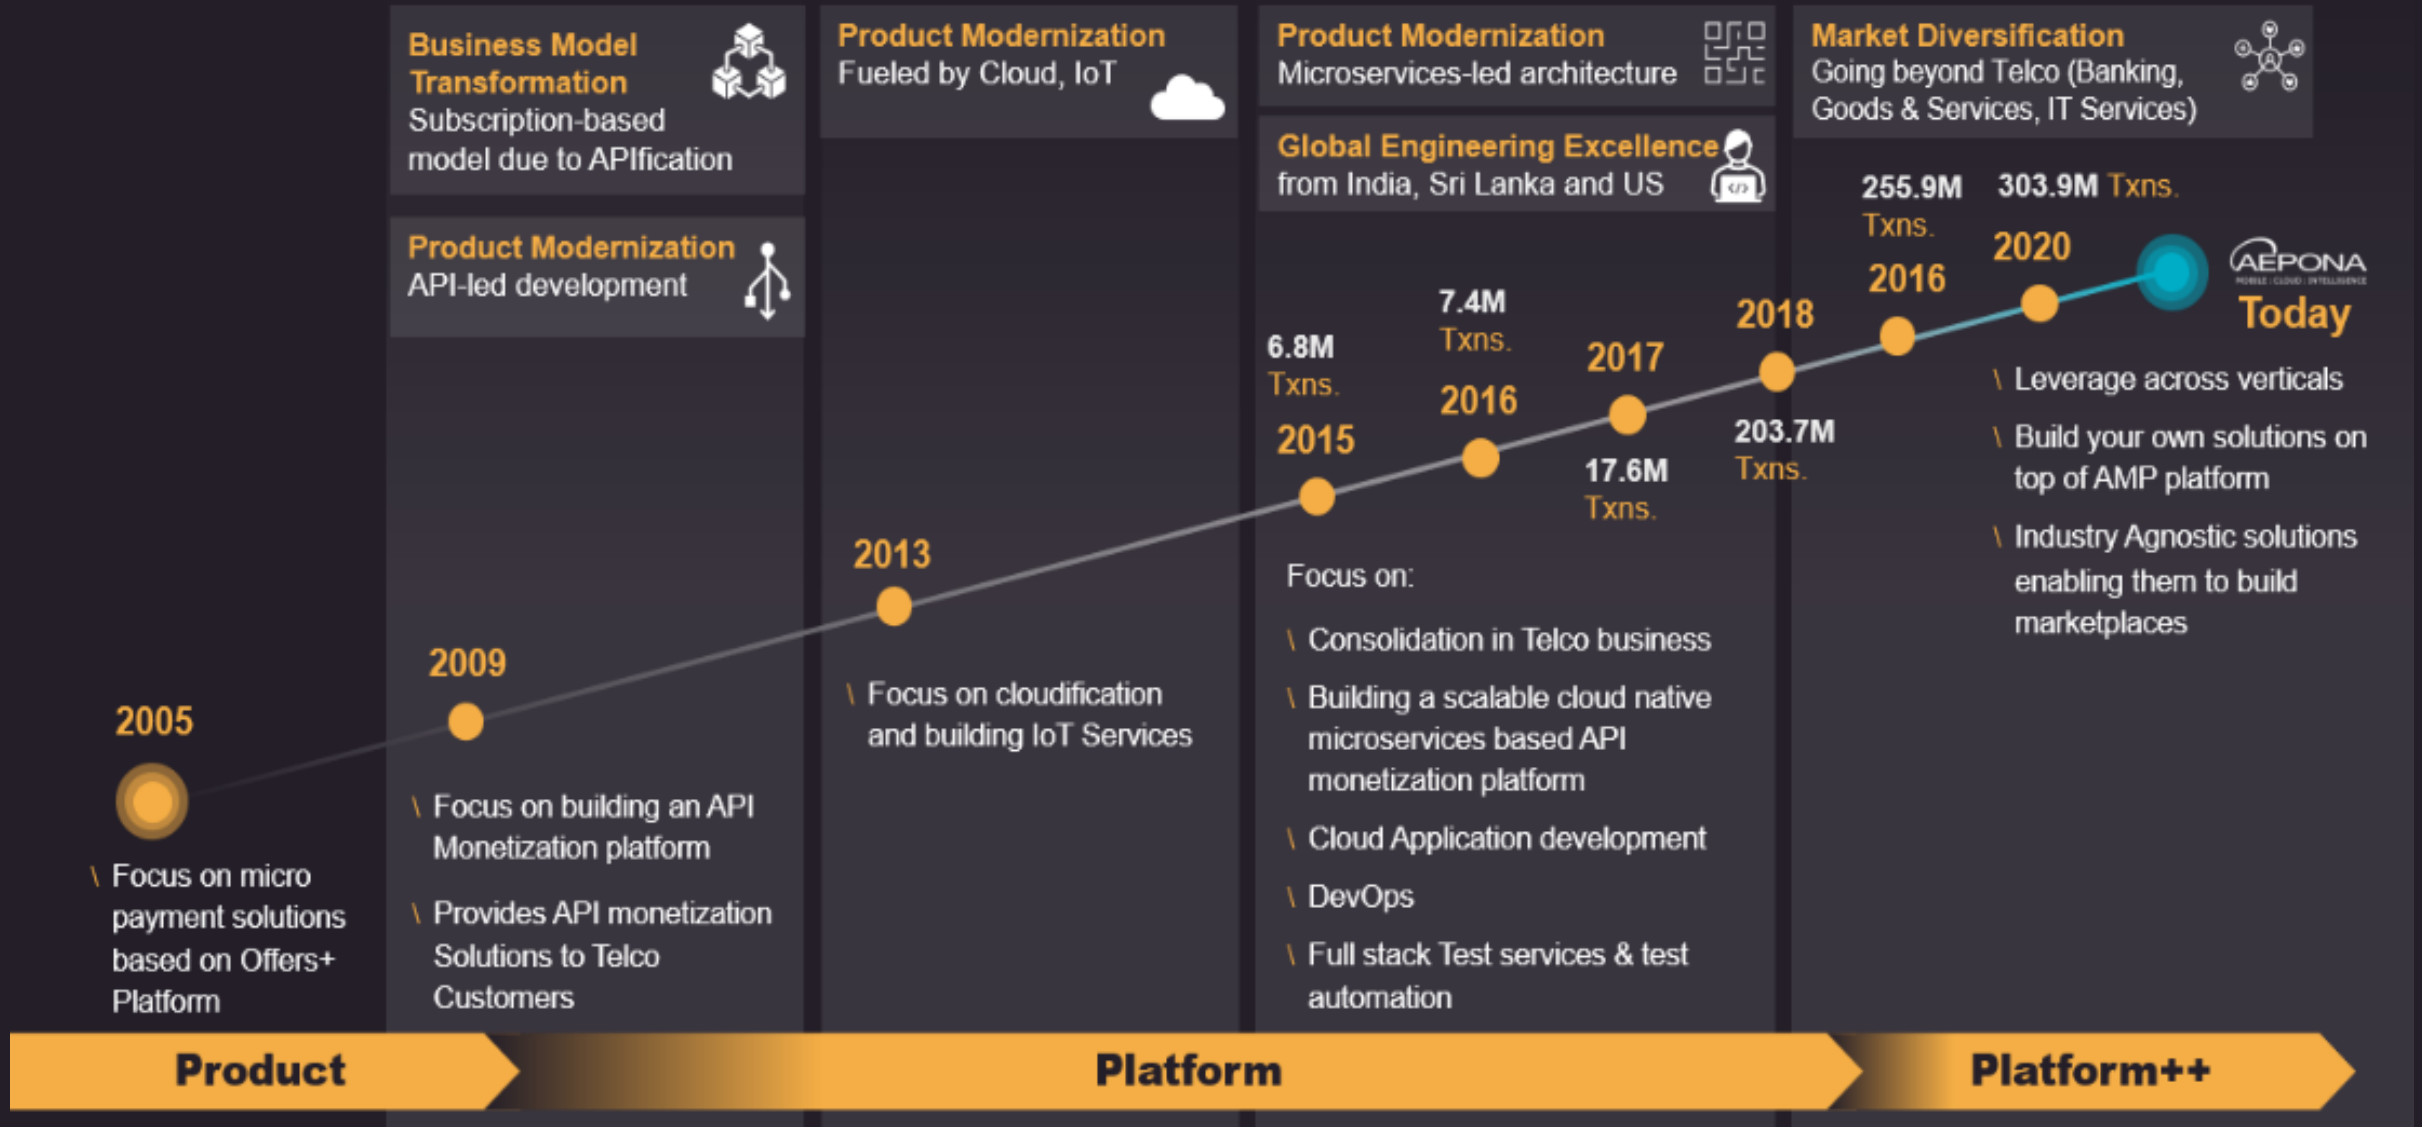 Business Model
Transformation
Subscription-based
model due to APIfication
Product Modernization
API-led development
Product Modernization
Fueled by Cloud, IoT
Product Modernization
Microservices-led architecture
Global Engineering Excellence
from India, Sri Lanka and US
Market Diversification
Going beyond Telco (Banking,
Goods & Services, IT Services)
2005
\ Focus on micro
payment solutions
based on Offers+
Platform
2009
\ Focus on building an API
Monetization platform
\ Provides API monetization
Solutions to Telco
Customers
2013
\ Focus on cloudification
and building IoT Services
6.8M
Txns.
2015
7.4M
Txns.
2016
2017
17.6M
Txns.
2018
203.7M
Txns.
Focus on:
\ Consolidation in Telco business
\ Building a scalable cloud native
microservices based API
monetization platform
\ Cloud Application development
\ DevOps
\ Full stack Test services & test
automation
255.9M
Txns.
2016
303.9M Txns.
2020
AEPONA
MOBILE : CLOUD : INTELLIGENCE
Today
\ Leverage across verticals
\ Build your own solutions on
top of AMP platform
\ Industry Agnostic solutions
enabling them to build
marketplaces
Product
Platform
Platform++